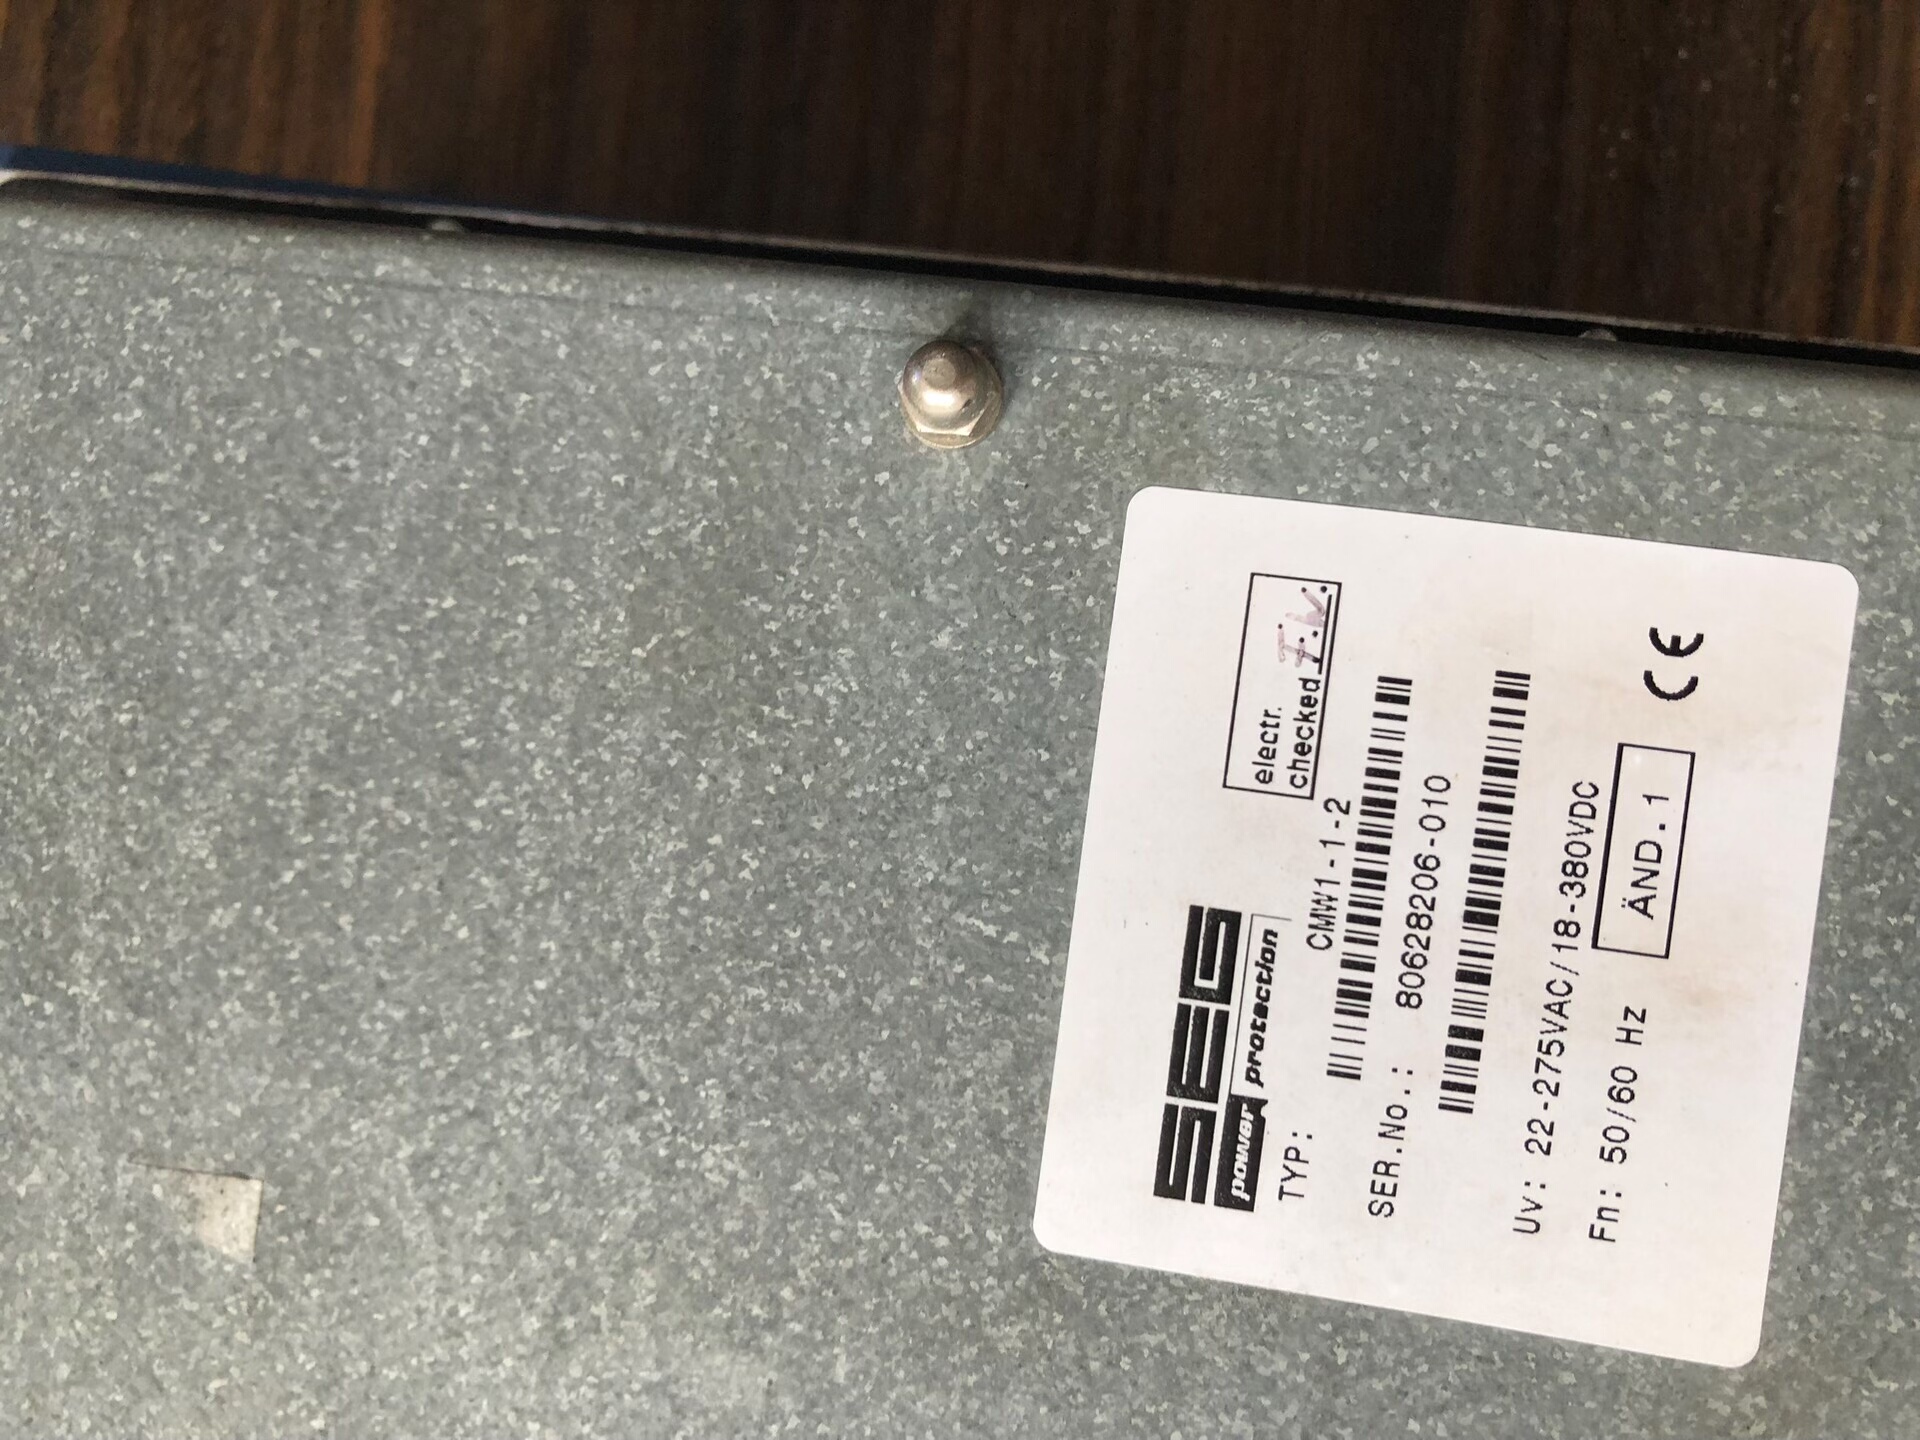 SEG
power protection
electr.
checked T.W.
TYP: CMW1-1-2
SER.No.: 80628206-010
Uv: 22-275VAC/18-380VDC
Fn: 50/60 Hz
ÄND.1
CE